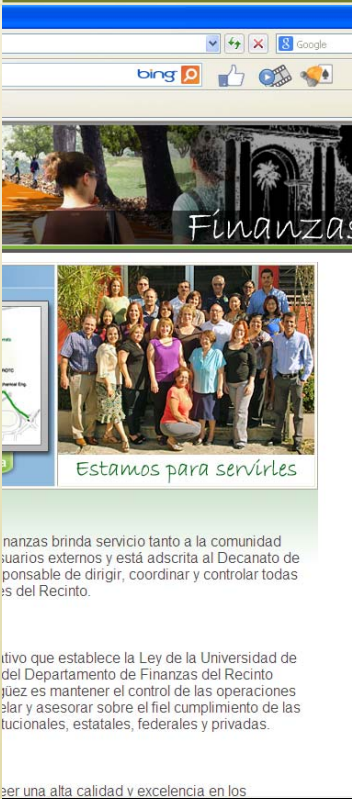 Google
bing
Finanzas
Estamos para servirles
nanzas brinda servicio tanto a la comunidad
suarios externos y está adscrita al Decanato de
ponsable de dirigir, coordinar y controlar todas
es del Recinto.
ativo que establece la Ley de la Universidad de
del Departamento de Finanzas del Recinto
güez es mantener el control de las operaciones
elar y asesorar sobre el fiel cumplimiento de las
tucionales, estatales, federales y privadas.
eer una alta calidad y excelencia en los